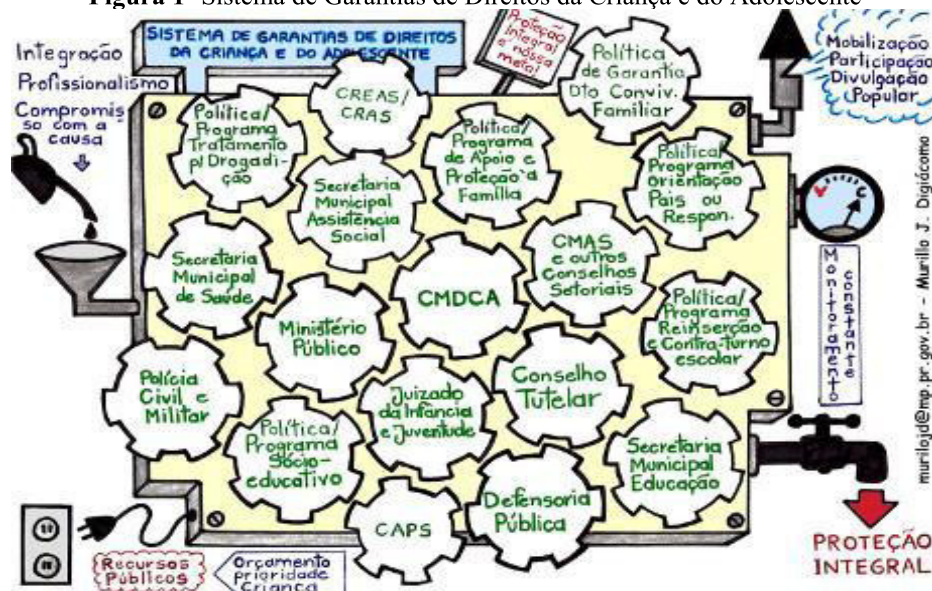 Figura 1- Sistema de Garantias de Direitos da Criança e do Adolescente
Integração
Profissionalismo
Compromis
so com a
causa
SISTEMA DE GARANTIAS DE DIREITOS
DA CRIANÇA E DO ADOLESCENTE
Proteção
Integral
é nossa
meta!
Política
de Garantia
Dto Conviv.
Familiar
Mobilização
Participação
Divulgação
Popular
Política/
Programa
Tratamento
p/ Drogadi-
ção
CREAS/
CRAS
Política/
Programa
de Apoio e
Proteção à
Família
Política/
Programa
Orientação
Pais ou
Respon.
Secretaria
Municipal
Assistência
Social
CMAS
e outros
Conselhos
Setoriais
Secretaria
Municipal
de Saúde
CMDCA
Ministério
Público
Política/
Programa
Reinserção
e Contra-turno
escolar
Monitoramento
constante
Polícia
Civil e
Militar
Juizado
da Infância
e Juventude
Conselho
Tutelar
Política/
Programa
Sócio-
educativo
Secretaria
Municipal
Educação
CAPS
Defensoria
Pública
Recursos
Públicos
Orçamento
Prioridade
Criança
PROTEÇÃO
INTEGRAL
murilojd@mp.pr.gov.br - Murillo J. Digiácomo